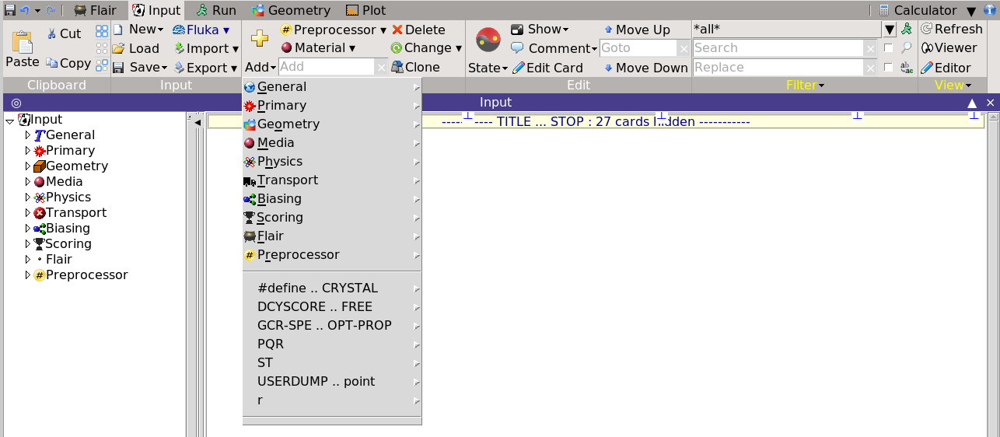 Flair Input Run Geometry Plot Calculator
New Fluka Preprocessor Delete Show Move Up *all* Refresh
Cut
Paste Load Import Material Change Comment Goto Search Viewer
Copy Save Export Add Add Clone State Edit Card Move Down Replace Editor
Clipboard Input Edit Filter View
Input
Input
General
Primary
Geometry
Media
Physics
Transport
Biasing
Scoring
Flair
Preprocessor
General
Primary
Geometry
Media
Physics
Transport
Biasing
Scoring
Flair
Preprocessor
#define .. CRYSTAL
DCYSCORE .. FREE
GCR-SPE .. OPT-PROP
PQR
ST
USERDUMP .. point
r
----- ---- TITLE ... STOP : 27 cards hidden -----------